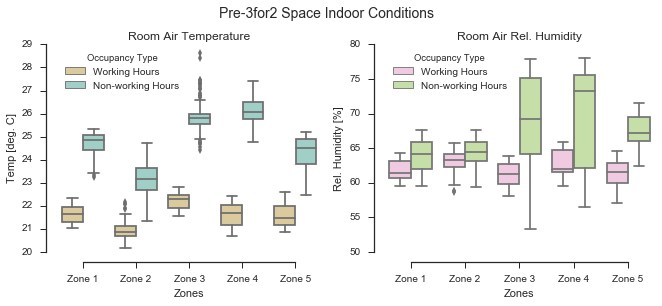 Pre-3for2 Space Indoor Conditions
Room Air Temperature
29
28
27
26
25
24
23
22
21
20
Temp [deg. C]
Occupancy Type
Working Hours
Non-working Hours
Zone 1 Zone 2 Zone 3 Zone 4 Zone 5
Zones
Room Air Rel. Humidity
80
75
70
65
60
55
50
Rel. Humidity [%]
Occupancy Type
Working Hours
Non-working Hours
Zone 1 Zone 2 Zone 3 Zone 4 Zone 5
Zones